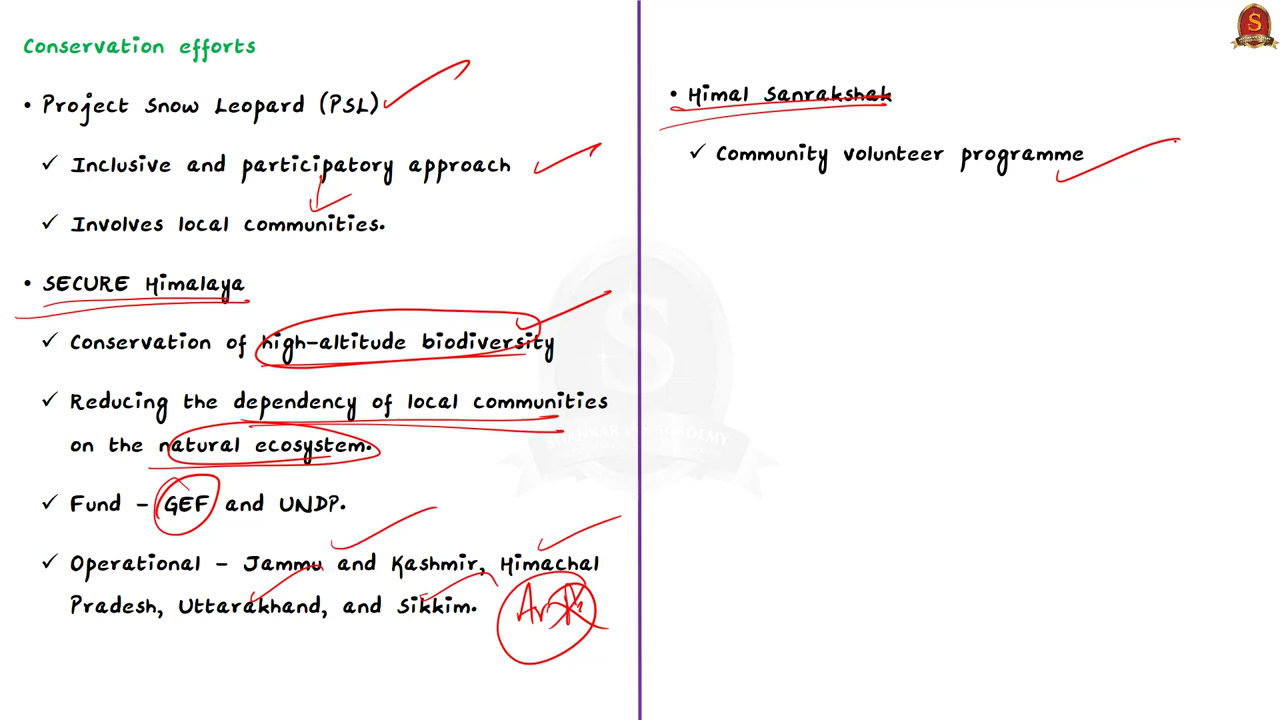 Conservation efforts
• Project Snow Leopard (PSL)
✓ Inclusive and participatory approach
✓ Involves local communities.
• SECURE Himalaya
✓ Conservation of high-altitude biodiversity
✓ Reducing the dependency of local communities
on the natural ecosystem.
✓ Fund - GEF and UNDP.
✓ Operational - Jammu and Kashmir, Himachal
Pradesh, Uttarakhand, and Sikkim.
• Himal Sanrakshak
✓ Community volunteer programme